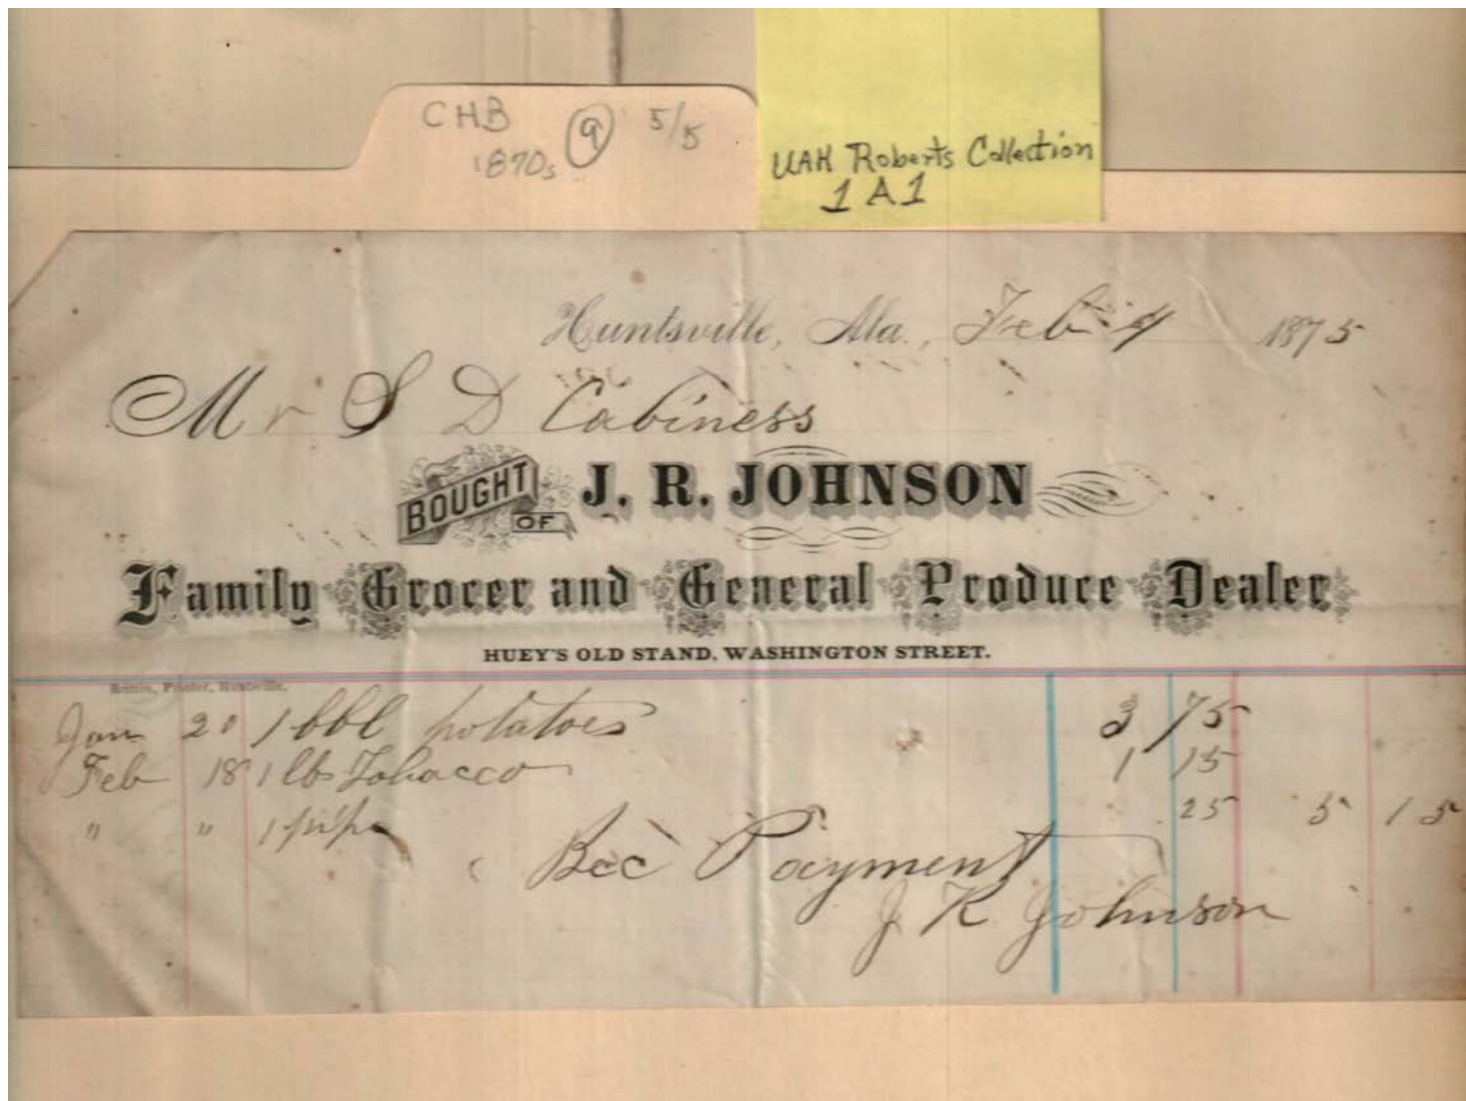 CHB 9 5/5
1870s
UAH Roberts Collection
1A1
Huntsville, Ala., Feb 4 1875
Mr S D Cabiness
BOUGHT OF J. R. JOHNSON
Family Grocer and General Produce Dealer
HUEY'S OLD STAND, WASHINGTON STREET.
Printer, Huntsville.
Jan 20 1 bbl potatoes 3 75
Feb 18 1 lb Tobacco 1 15
" " 1 pipe 25 5 15
Rec Payment
J R Johnson